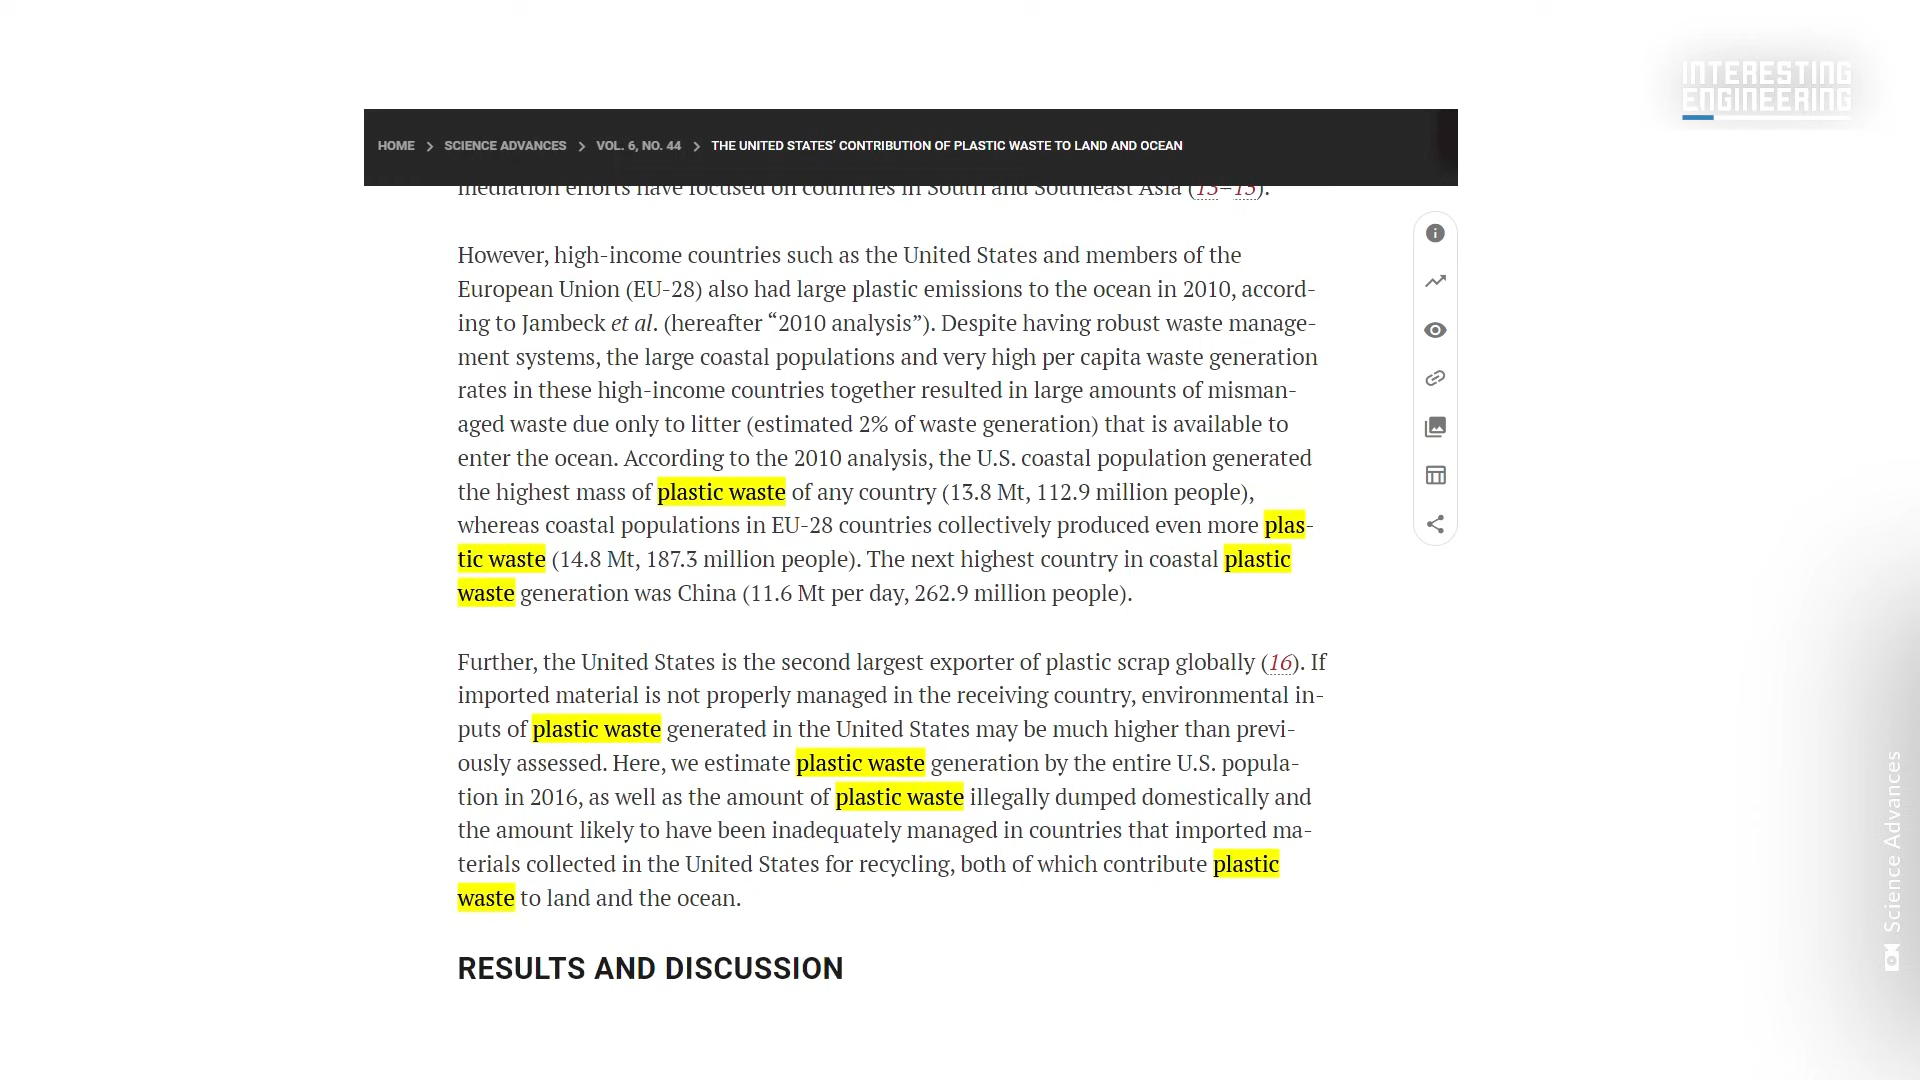 INTERESTING
ENGINEERING
HOME > SCIENCE ADVANCES > VOL. 6, NO. 44 > THE UNITED STATES' CONTRIBUTION OF PLASTIC WASTE TO LAND AND OCEAN
mediation efforts have focused on countries in South and Southeast Asia (13–15).
However, high-income countries such as the United States and members of the
European Union (EU-28) also had large plastic emissions to the ocean in 2010, accord-
ing to Jambeck et al. (hereafter “2010 analysis”). Despite having robust waste manage-
ment systems, the large coastal populations and very high per capita waste generation
rates in these high-income countries together resulted in large amounts of misman-
aged waste due only to litter (estimated 2% of waste generation) that is available to
enter the ocean. According to the 2010 analysis, the U.S. coastal population generated
the highest mass of plastic waste of any country (13.8 Mt, 112.9 million people),
whereas coastal populations in EU-28 countries collectively produced even more plas-
tic waste (14.8 Mt, 187.3 million people). The next highest country in coastal plastic
waste generation was China (11.6 Mt per day, 262.9 million people).
Further, the United States is the second largest exporter of plastic scrap globally (16). If
imported material is not properly managed in the receiving country, environmental in-
puts of plastic waste generated in the United States may be much higher than previ-
ously assessed. Here, we estimate plastic waste generation by the entire U.S. popula-
tion in 2016, as well as the amount of plastic waste illegally dumped domestically and
the amount likely to have been inadequately managed in countries that imported ma-
terials collected in the United States for recycling, both of which contribute plastic
waste to land and the ocean.
RESULTS AND DISCUSSION
Science Advances